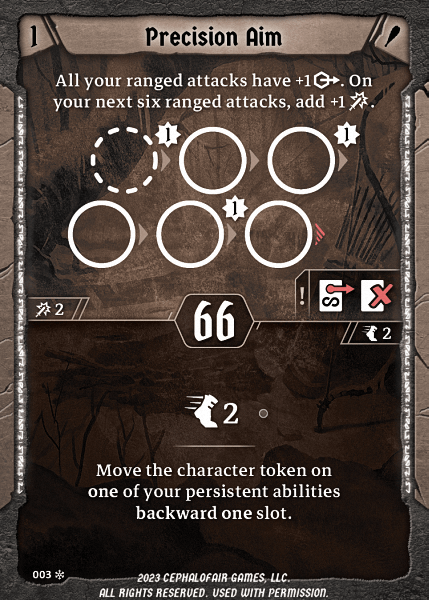 1
Precision Aim
All your ranged attacks have +1 . On
your next six ranged attacks, add +1 .
1
1
1
!
2
66
2
2
Move the character token on
one of your persistent abilities
backward one slot.
003
2023 CEPHALOFAIR GAMES, LLC.
ALL RIGHTS RESERVED. USED WITH PERMISSION.